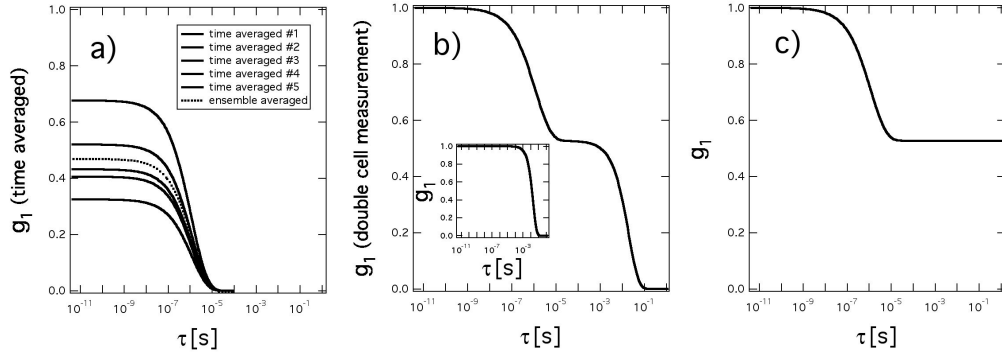 a)
time averaged #1
time averaged #2
time averaged #3
time averaged #4
time averaged #5
ensemble averaged
g1 (time averaged)
1.0
0.8
0.6
0.4
0.2
0.0
10^-11 10^-9 10^-7 10^-5 10^-3 10^-1
τ[s]
b)
g1 (double cell measurement)
1.0
0.8
0.6
0.4
0.2
0.0
10^-11 10^-9 10^-7 10^-5 10^-3 10^-1
τ[s]
g1
1.0
0.8
0.6
0.4
0.2
0.0
10^-11 10^-7 10^-3
τ[s]
c)
g1
1.0
0.8
0.6
0.4
0.2
0.0
10^-11 10^-9 10^-7 10^-5 10^-3 10^-1
τ[s]